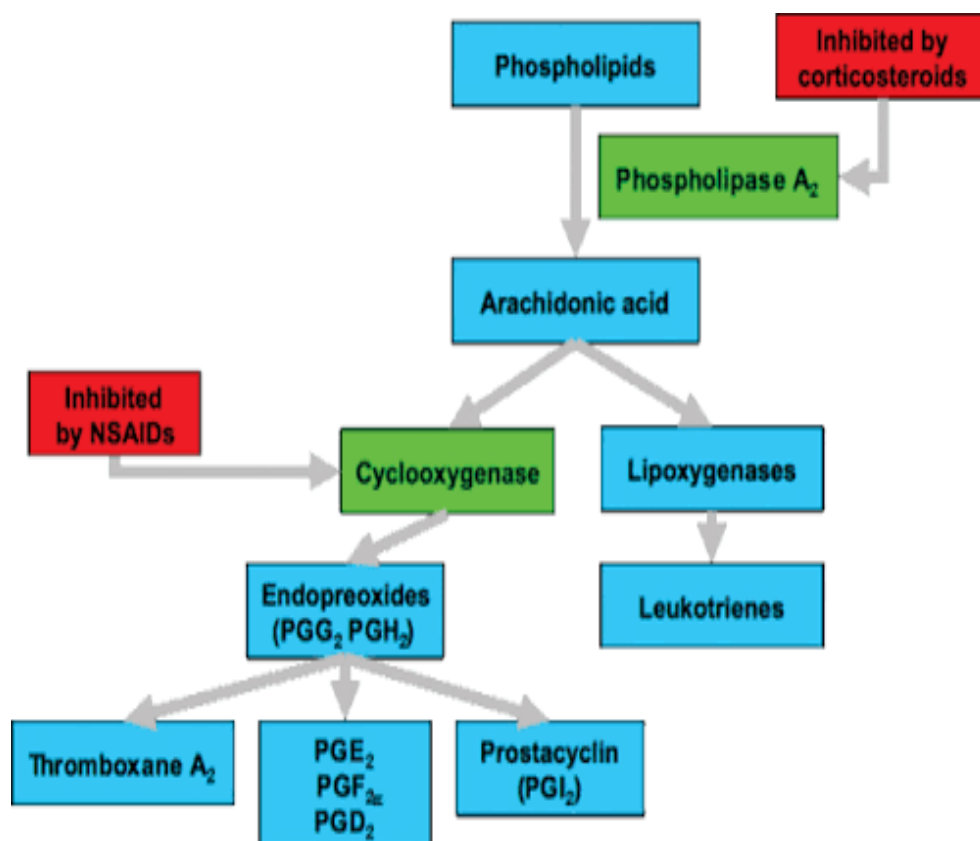 Phospholipids
Inhibited by
corticosteroids
Phospholipase A₂
Arachidonic acid
Inhibited
by NSAIDs
Cyclooxygenase
Lipoxygenases
Endopreoxides
(PGG₂ PGH₂)
Leukotrienes
Thromboxane A₂
PGE₂
PGF₂α
PGD₂
Prostacyclin
(PGI₂)